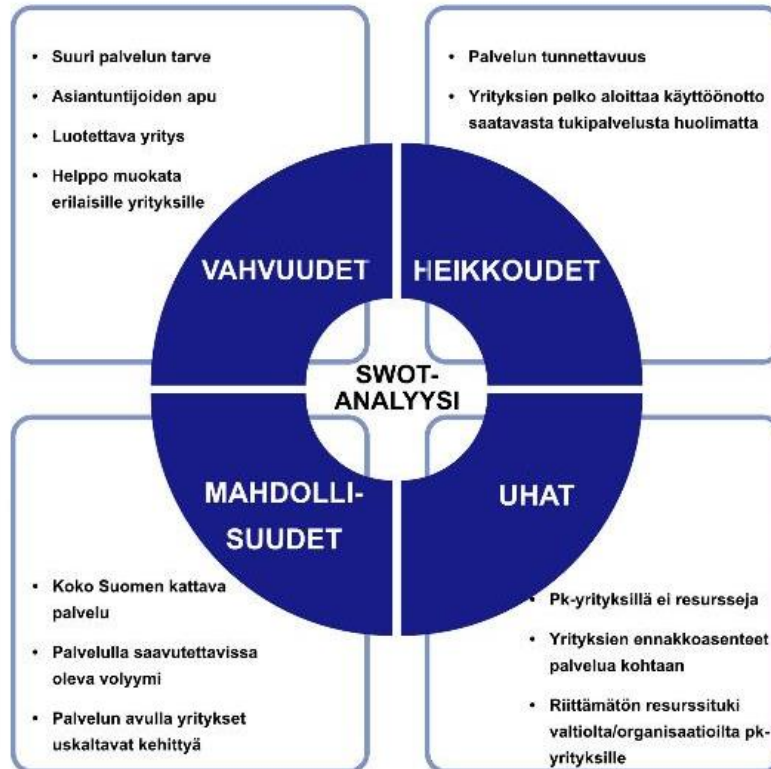 • Suuri palvelun tarve
• Asiantuntijoiden apu
• Luotettava yritys
• Helppo muokata
erilaisille yrityksille
• Palvelun tunnettavuus
• Yrityksien pelko aloittaa käyttöönotto
saatavasta tukipalvelusta huolimatta
VAHVUUDET
HEIKKOUDET
SWOT-
ANALYYSI
MAHDOLLI-
SUUDET
UHAT
• Koko Suomen kattava
palvelu
• Palvelulla saavutettavissa
oleva volyymi
• Palvelun avulla yritykset
uskaltavat kehittyä
• Pk-yrityksillä ei resursseja
• Yrityksien ennakkoasenteet
palvelua kohtaan
• Riittämätön resurssituki
valtiolta/organisaatioilta pk-
yrityksille